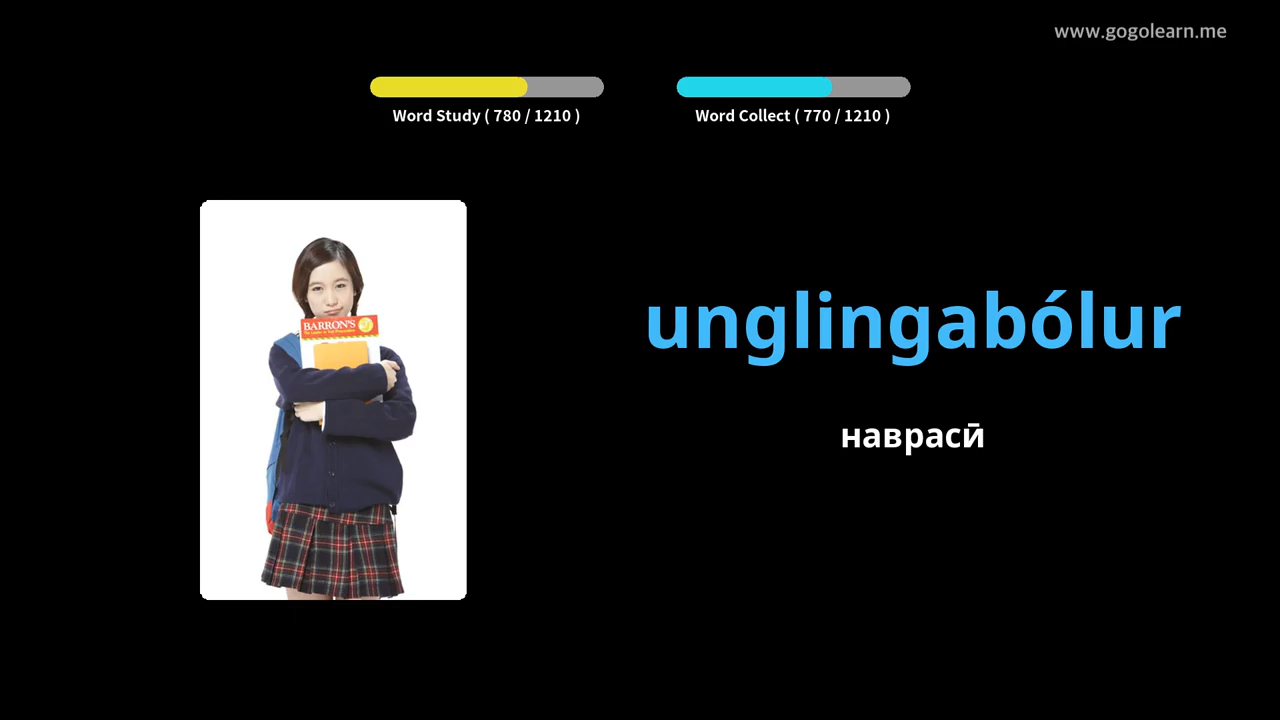 www.gogolearn.me
Word Study ( 780 / 1210 )
Word Collect ( 770 / 1210 )
BARRON'S
unglingabólur
наврасӣ